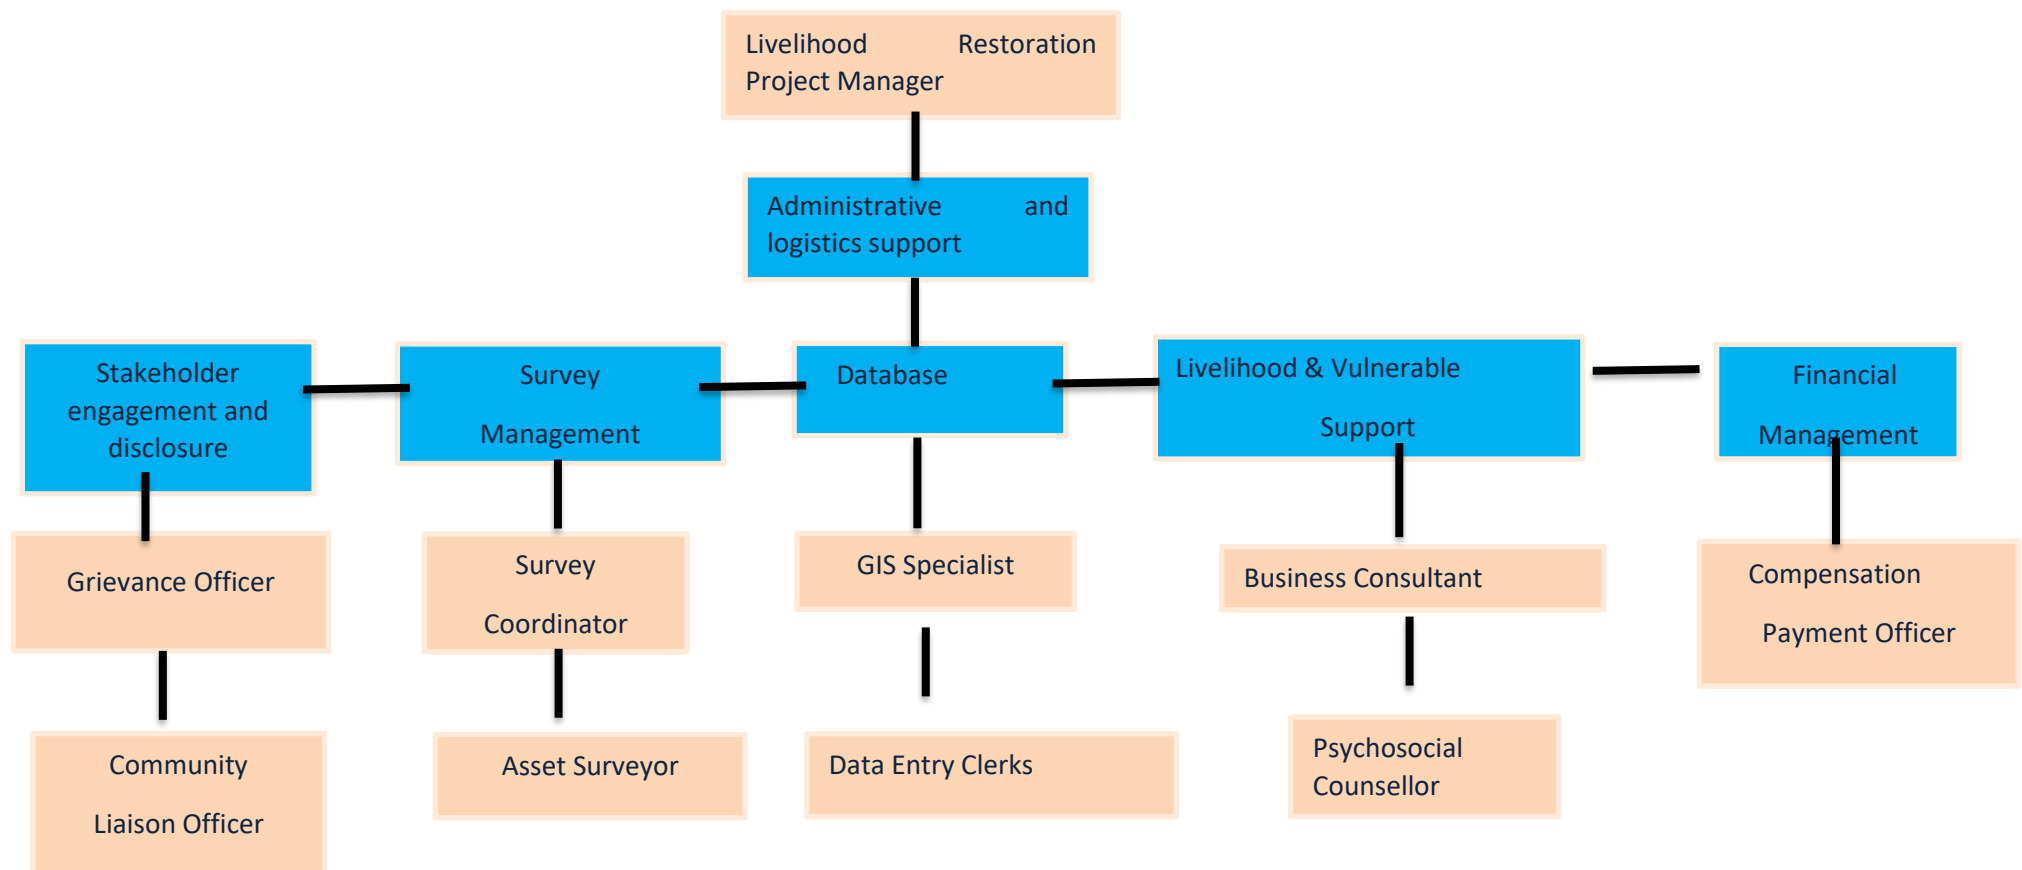 Livelihood Restoration
Project Manager
Administrative and
logistics support
Stakeholder
engagement and
disclosure
Survey
Management
Database
Livelihood & Vulnerable
Support
Financial
Management
Grievance Officer
Survey
Coordinator
GIS Specialist
Business Consultant
Compensation
Payment Officer
Community
Liaison Officer
Asset Surveyor
Data Entry Clerks
Psychosocial
Counsellor